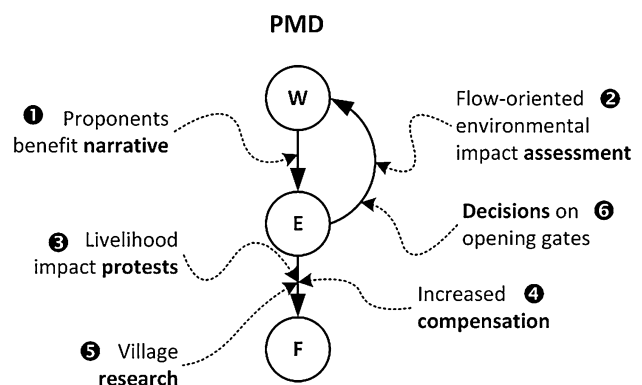 PMD
W
❶ Proponents
benefit narrative
Flow-oriented ❷
environmental
impact assessment
E
Decisions on ❻
opening gates
❸ Livelihood
impact protests
Increased ❹
compensation
❺ Village
research
F